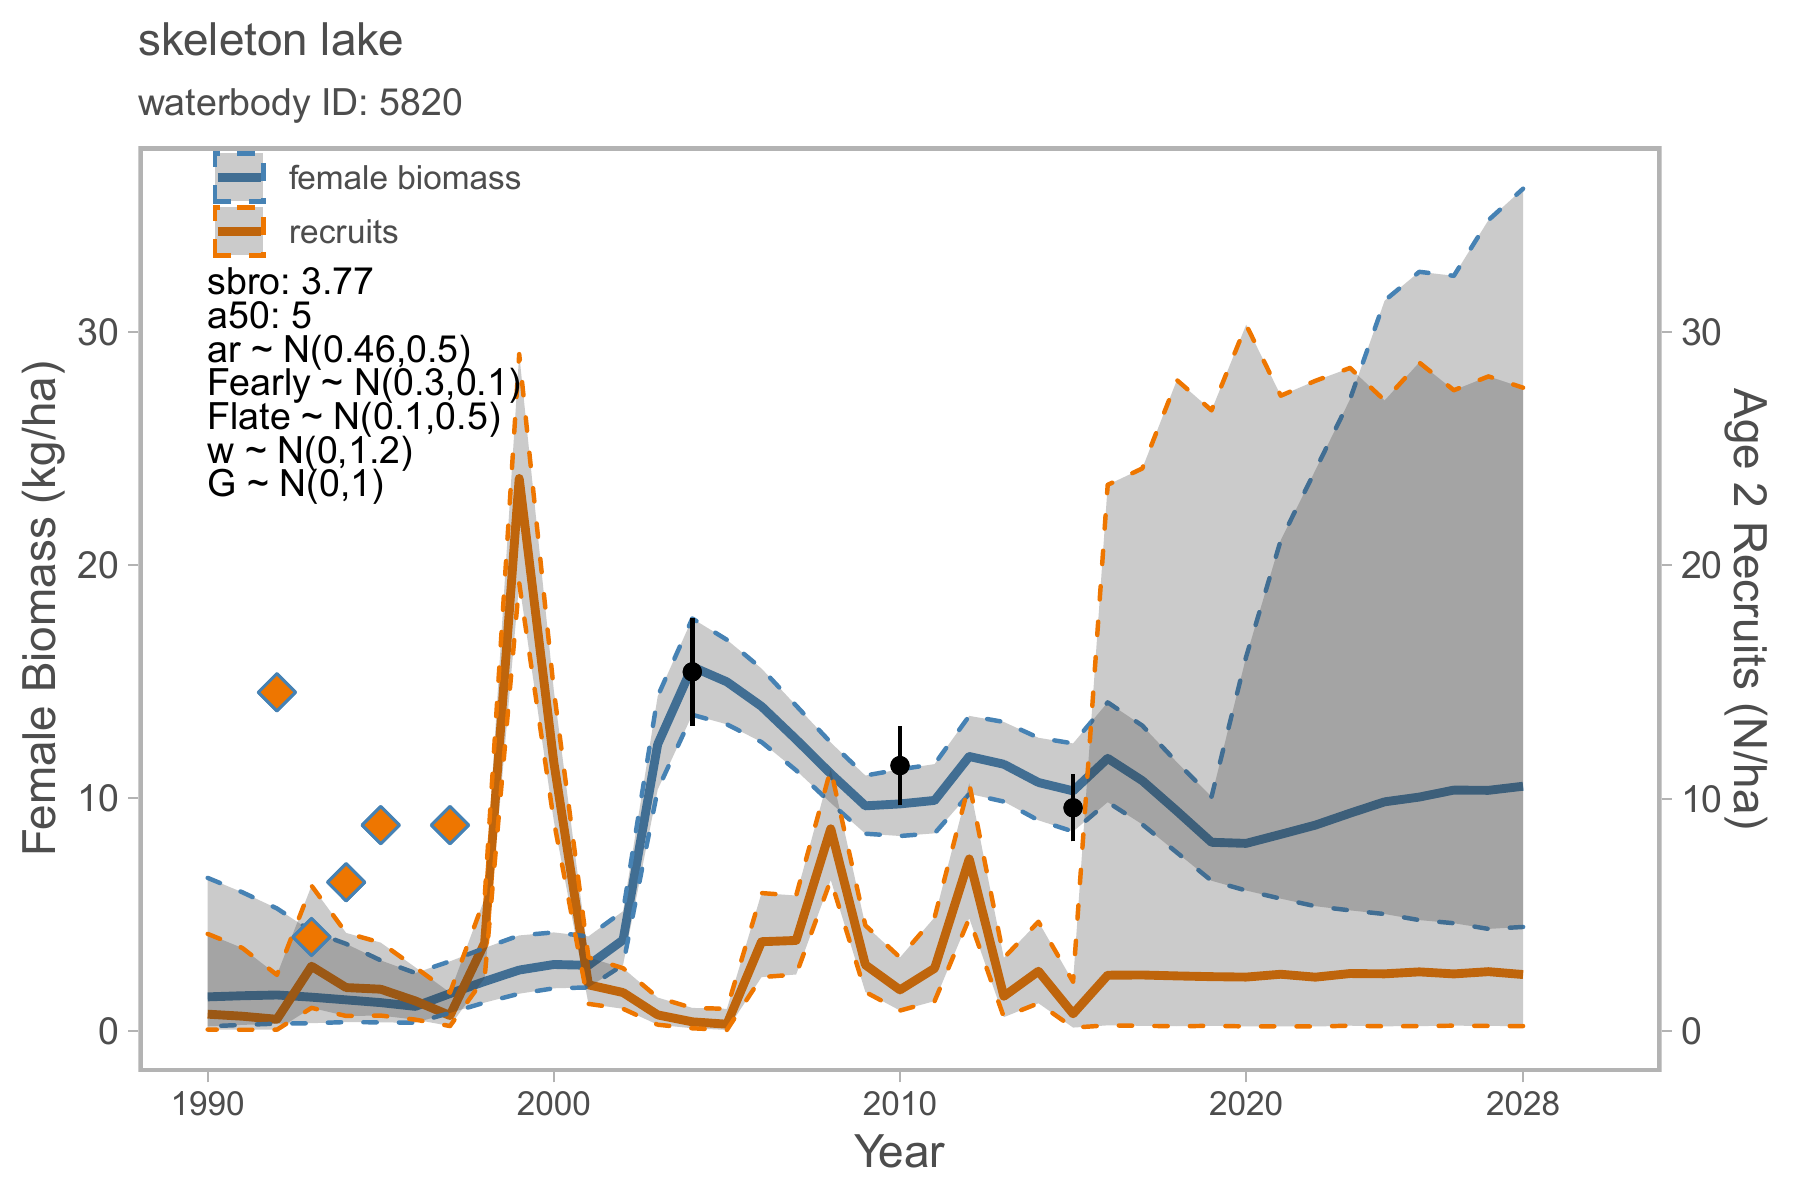 skeleton lake
waterbody ID: 5820
female biomass
recruits
sbro: 3.77
a50: 5
ar ~ N(0.46,0.5)
Fearly ~ N(0.3,0.1)
Flate ~ N(0.1,0.5)
w ~ N(0,1.2)
G ~ N(0,1)
Female Biomass (kg/ha)
30
20
10
0
30
20
10
0
Age 2 Recruits (N/ha)
1990 2000 2010 2020 2028
Year